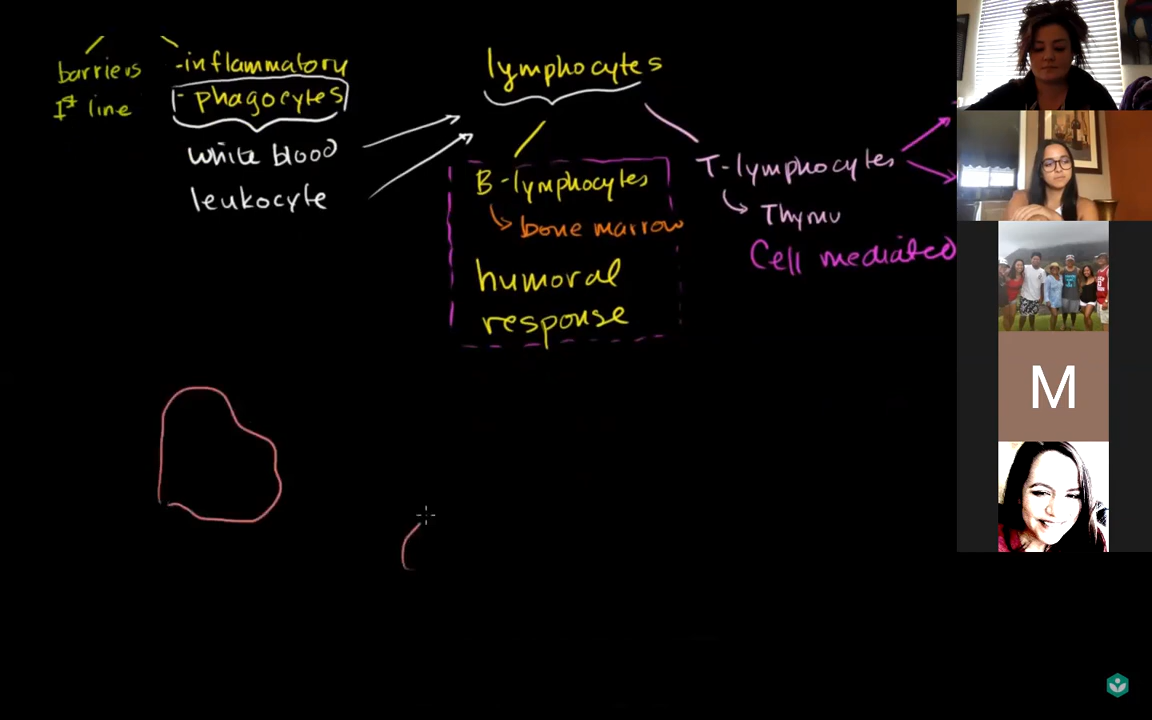 barriers
1st line
-inflammatory
- phagocytes
white blood
leukocyte
lymphocytes
B-lymphocytes
bone marrow
humoral
response
T-lymphocytes
Thymu
Cell mediated
M